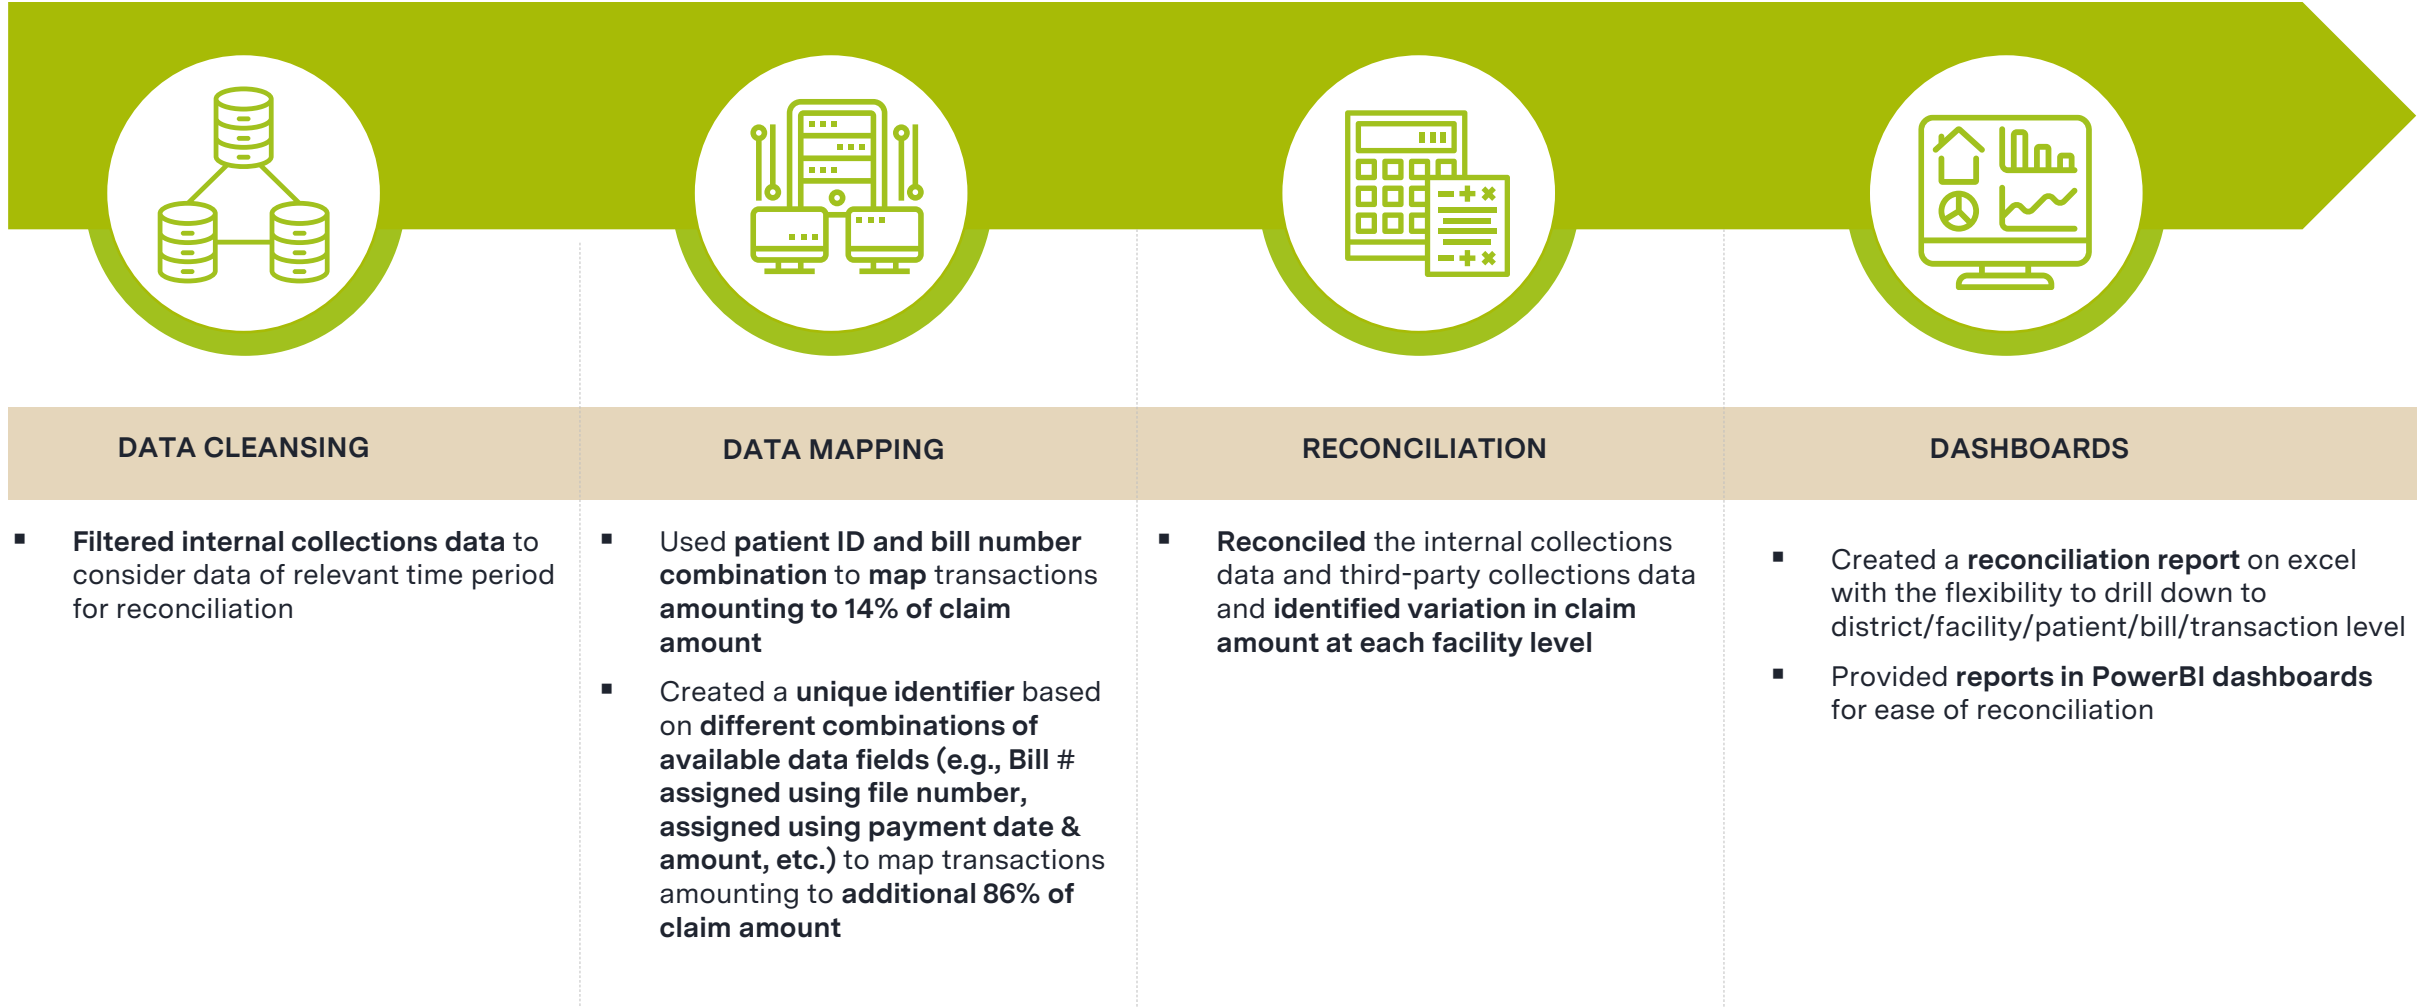 DATA CLEANSING
DATA MAPPING
RECONCILIATION
DASHBOARDS
▪ Filtered internal collections data to
consider data of relevant time period
for reconciliation
▪ Used patient ID and bill number
combination to map transactions
amounting to 14% of claim
amount
▪ Created a unique identifier based
on different combinations of
available data fields (e.g., Bill #
assigned using file number,
assigned using payment date &
amount, etc.) to map transactions
amounting to additional 86% of
claim amount
▪ Reconciled the internal collections
data and third-party collections data
and identified variation in claim
amount at each facility level
▪ Created a reconciliation report on excel
with the flexibility to drill down to
district/facility/patient/bill/transaction level
▪ Provided reports in PowerBI dashboards
for ease of reconciliation